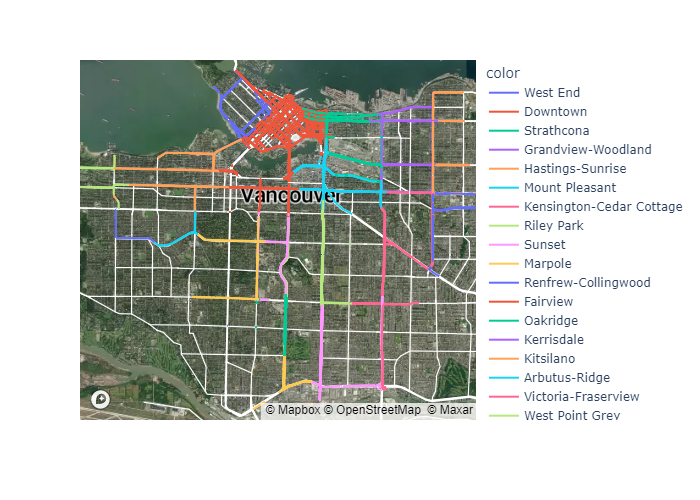 color
West End
Downtown
Strathcona
Grandview-Woodland
Hastings-Sunrise
Mount Pleasant
Kensington-Cedar Cottage
Riley Park
Sunset
Marpole
Renfrew-Collingwood
Fairview
Oakridge
Kerrisdale
Kitsilano
Arbutus-Ridge
Victoria-Fraserview
West Point Grey
Vancouver
© Mapbox © OpenStreetMap © Maxar